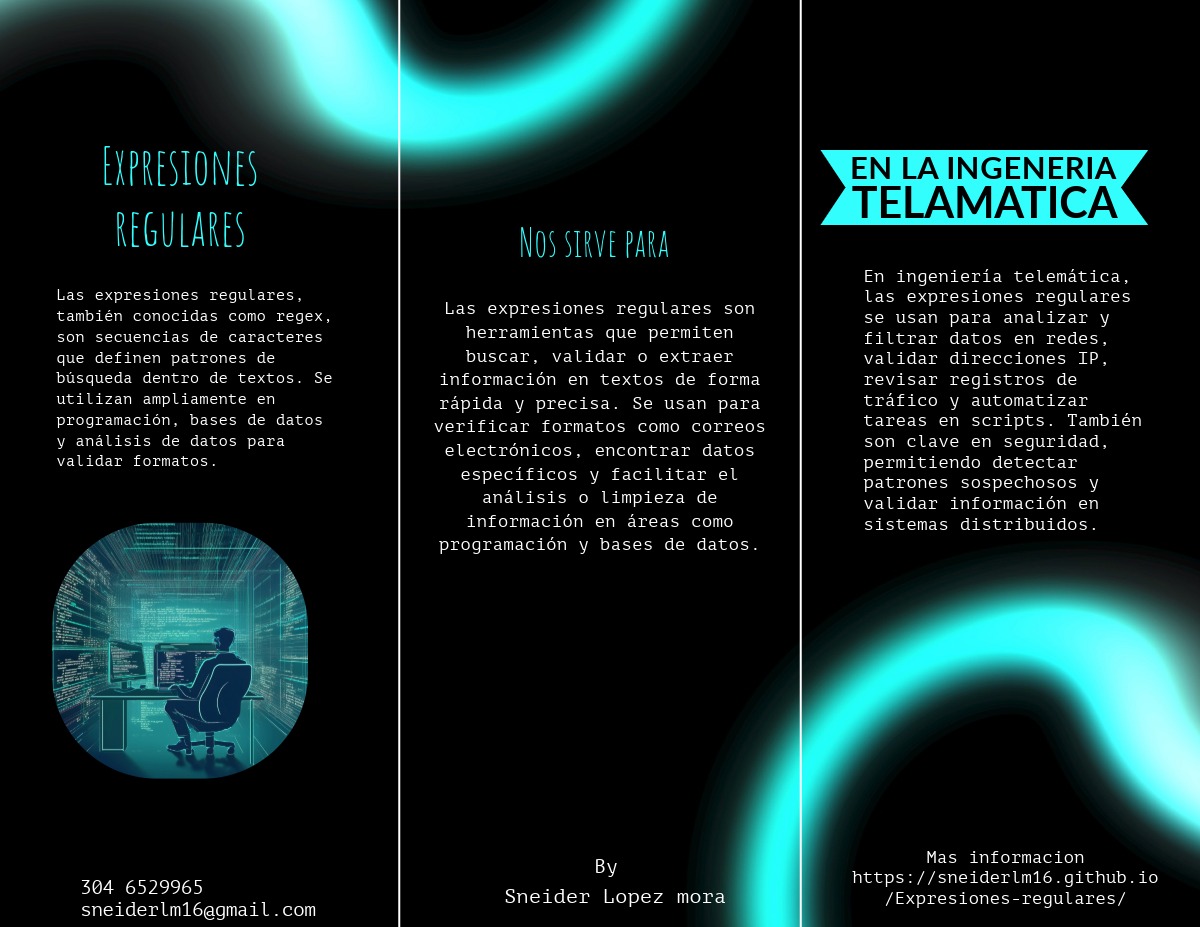 Expresiones
regulares
Las expresiones regulares,
también conocidas como regex,
son secuencias de caracteres
que definen patrones de
búsqueda dentro de textos. Se
utilizan ampliamente en
programación, bases de datos
y análisis de datos para
validar formatos.
304 6529965
sneiderlm16@gmail.com
Nos sirve para
Las expresiones regulares son
herramientas que permiten
buscar, validar o extraer
información en textos de forma
rápida y precisa. Se usan para
verificar formatos como correos
electrónicos, encontrar datos
específicos y facilitar el
análisis o limpieza de
información en áreas como
programación y bases de datos.
By
Sneider Lopez mora
EN LA INGENERIA
TELAMATICA
En ingeniería telemática,
las expresiones regulares
se usan para analizar y
filtrar datos en redes,
validar direcciones IP,
revisar registros de
tráfico y automatizar
tareas en scripts. También
son clave en seguridad,
permitiendo detectar
patrones sospechosos y
validar información en
sistemas distribuidos.
Mas informacion
https://sneiderlm16.github.io
/Expresiones-regulares/